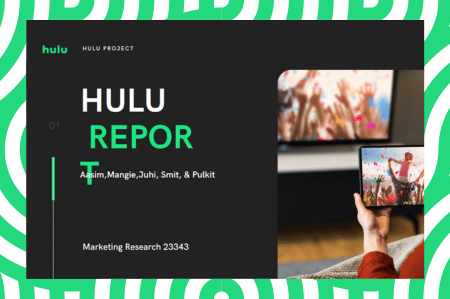 hulu
HULU PROJECT
HULU
REPOR
T
01
Aasim,Mangie,Juhi, Smit, & Pulkit
Marketing Research 23343